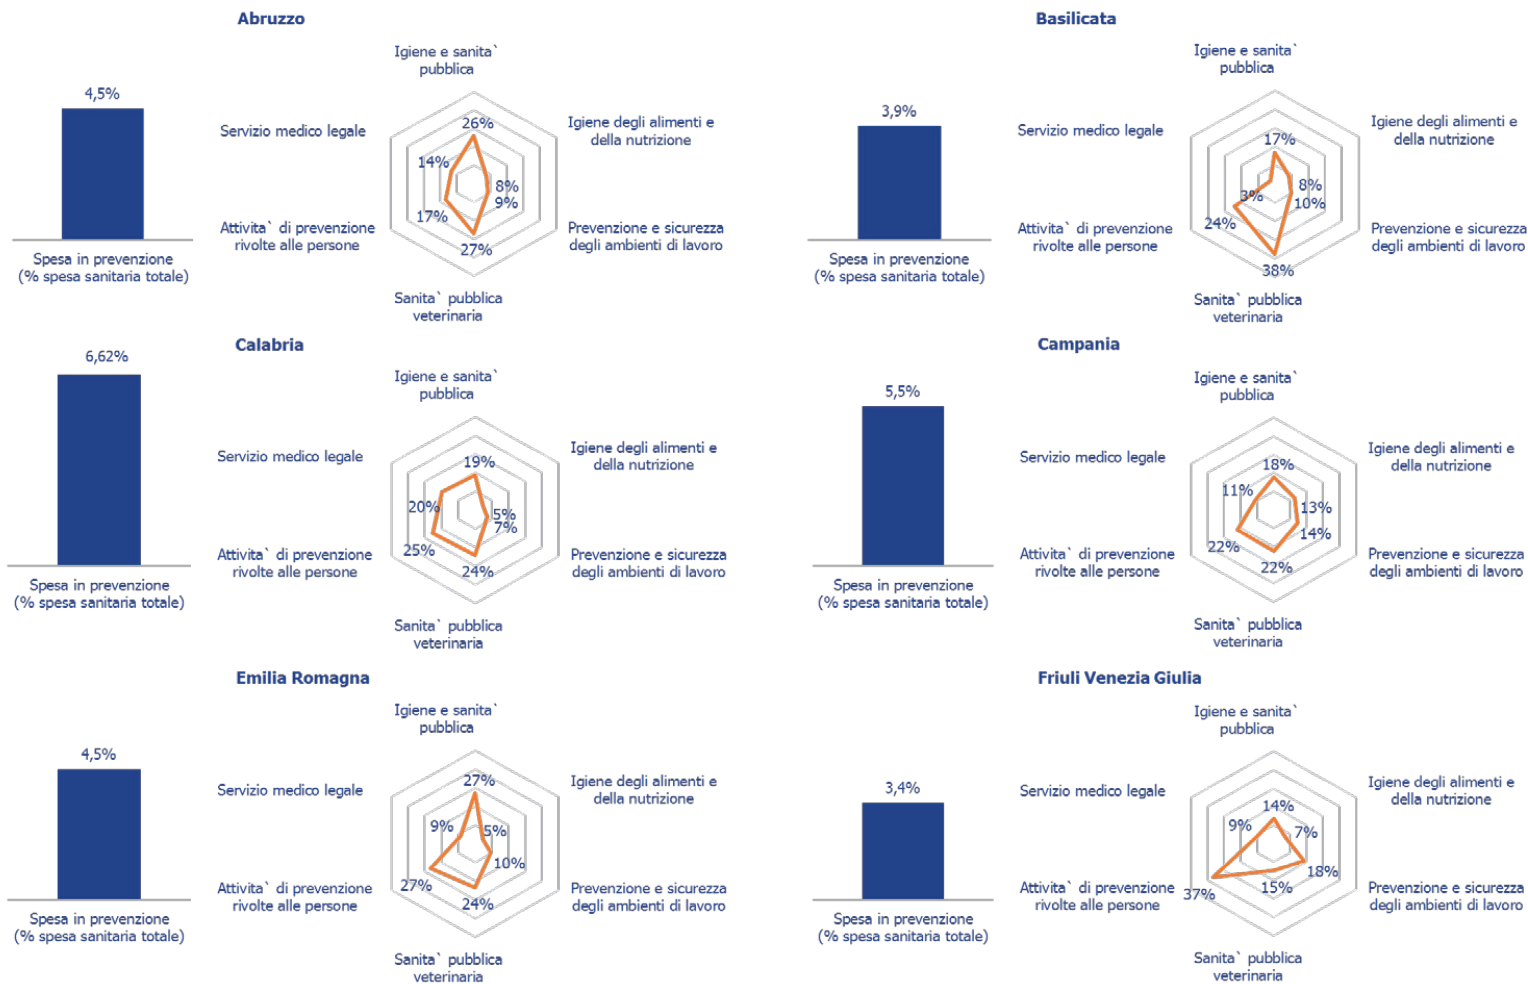 Abruzzo
4,5%
Spesa in prevenzione
(% spesa sanitaria totale)
Igiene e sanita`
pubblica
Igiene degli alimenti e
della nutrizione
Prevenzione e sicurezza
degli ambienti di lavoro
Sanita` pubblica
veterinaria
Attivita` di prevenzione
rivolte alle persone
Servizio medico legale
26%
8%
9%
27%
17%
14%
Basilicata
3,9%
Spesa in prevenzione
(% spesa sanitaria totale)
Igiene e sanita`
pubblica
Igiene degli alimenti e
della nutrizione
Prevenzione e sicurezza
degli ambienti di lavoro
Sanita` pubblica
veterinaria
Attivita` di prevenzione
rivolte alle persone
Servizio medico legale
17%
8%
10%
38%
24%
3%
Calabria
6,62%
Spesa in prevenzione
(% spesa sanitaria totale)
Igiene e sanita`
pubblica
Igiene degli alimenti e
della nutrizione
Prevenzione e sicurezza
degli ambienti di lavoro
Sanita` pubblica
veterinaria
Attivita` di prevenzione
rivolte alle persone
Servizio medico legale
19%
5%
7%
24%
25%
20%
Campania
5,5%
Spesa in prevenzione
(% spesa sanitaria totale)
Igiene e sanita`
pubblica
Igiene degli alimenti e
della nutrizione
Prevenzione e sicurezza
degli ambienti di lavoro
Sanita` pubblica
veterinaria
Attivita` di prevenzione
rivolte alle persone
Servizio medico legale
18%
13%
14%
22%
22%
11%
Emilia Romagna
4,5%
Spesa in prevenzione
(% spesa sanitaria totale)
Igiene e sanita`
pubblica
Igiene degli alimenti e
della nutrizione
Prevenzione e sicurezza
degli ambienti di lavoro
Sanita` pubblica
veterinaria
Attivita` di prevenzione
rivolte alle persone
Servizio medico legale
27%
5%
10%
24%
27%
9%
Friuli Venezia Giulia
3,4%
Spesa in prevenzione
(% spesa sanitaria totale)
Igiene e sanita`
pubblica
Igiene degli alimenti e
della nutrizione
Prevenzione e sicurezza
degli ambienti di lavoro
Sanita` pubblica
veterinaria
Attivita` di prevenzione
rivolte alle persone
Servizio medico legale
14%
7%
18%
15%
37%
9%